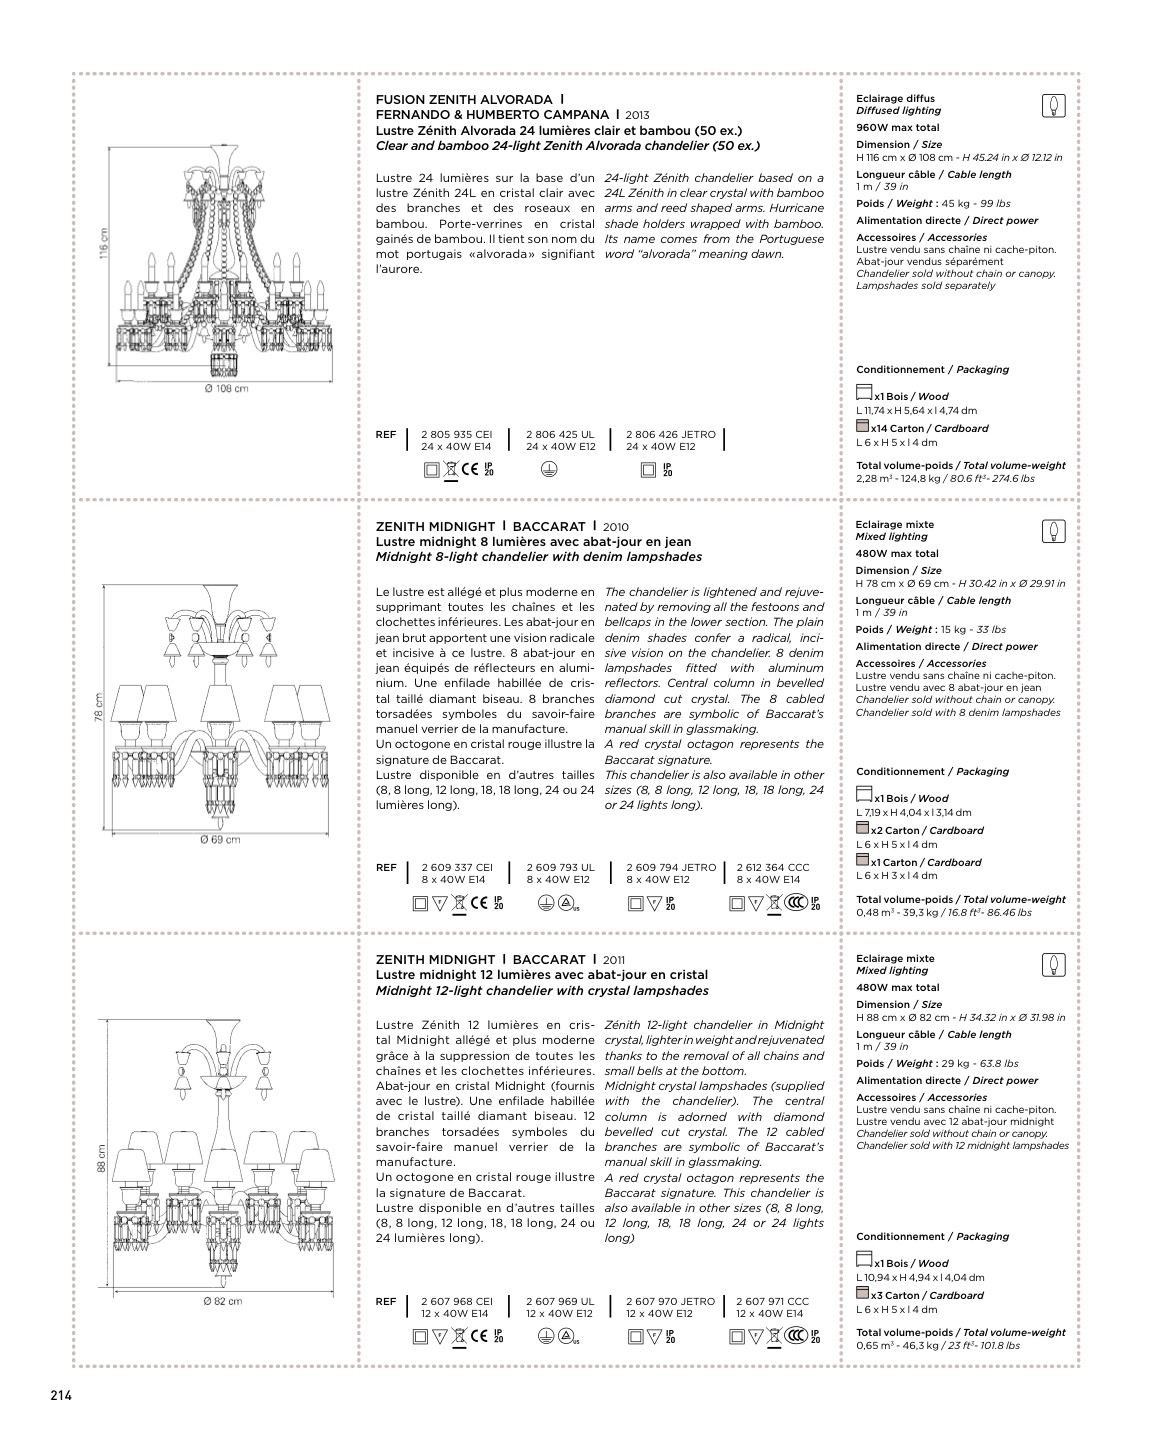 116 cm
Ø 108 cm
FUSION ZENITH ALVORADA I
FERNANDO & HUMBERTO CAMPANA I 2013
Lustre Zénith Alvorada 24 lumières clair et bambou (50 ex.)
Clear and bamboo 24-light Zenith Alvorada chandelier (50 ex.)
Lustre 24 lumières sur la base d'un
lustre Zénith 24L en cristal clair avec
des branches et des roseaux en
bambou. Porte-verrines en cristal
gainés de bambou. Il tient son nom du
mot portugais «alvorada» signifiant
l'aurore.
24-light Zénith chandelier based on a
24L Zénith in clear crystal with bamboo
arms and reed shaped arms. Hurricane
shade holders wrapped with bamboo.
Its name comes from the Portuguese
word "alvorada" meaning dawn.
REF
2 805 935 CEI
24 x 40W E14
2 806 425 UL
24 x 40W E12
2 806 426 JETRO
24 x 40W E12
CE IP 20
IP 20
Eclairage diffus
Diffused lighting
960W max total
Dimension / Size
H 116 cm x Ø 108 cm - H 45.24 in x Ø 12.12 in
Longueur câble / Cable length
1 m / 39 in
Poids / Weight : 45 kg - 99 lbs
Alimentation directe / Direct power
Accessoires / Accessories
Lustre vendu sans chaîne ni cache-piton.
Abat-jour vendus séparément
Chandelier sold without chain or canopy.
Lampshades sold separately
Conditionnement / Packaging
x1 Bois / Wood
L 11,74 x H 5,64 x l 4,74 dm
x14 Carton / Cardboard
L 6 x H 5 x l 4 dm
Total volume-poids / Total volume-weight
2,28 m³ - 124,8 kg / 80.6 ft³- 274.6 lbs
78 cm
Ø 69 cm
ZENITH MIDNIGHT I BACCARAT I 2010
Lustre midnight 8 lumières avec abat-jour en jean
Midnight 8-light chandelier with denim lampshades
Le lustre est allégé et plus moderne en
supprimant toutes les chaînes et les
clochettes inférieures. Les abat-jour en
jean brut apportent une vision radicale
et incisive à ce lustre. 8 abat-jour en
jean équipés de réflecteurs en alumi-
nium. Une enfilade habillée de cris-
tal taillé diamant biseau. 8 branches
torsadées symboles du savoir-faire
manuel verrier de la manufacture.
Un octogone en cristal rouge illustre la
signature de Baccarat.
Lustre disponible en d'autres tailles
(8, 8 long, 12 long, 18, 18 long, 24 ou 24
lumières long).
The chandelier is lightened and rejuve-
nated by removing all the festoons and
bellcaps in the lower section. The plain
denim shades confer a radical, inci-
sive vision on the chandelier. 8 denim
lampshades fitted with aluminum
reflectors. Central column in bevelled
diamond cut crystal. The 8 cabled
branches are symbolic of Baccarat's
manual skill in glassmaking.
A red crystal octagon represents the
Baccarat signature.
This chandelier is also available in other
sizes (8, 8 long, 12 long, 18, 18 long, 24
or 24 lights long).
REF
2 609 337 CEI
8 x 40W E14
2 609 793 UL
8 x 40W E12
2 609 794 JETRO
8 x 40W E12
2 612 364 CCC
8 x 40W E14
F CE IP 20
US
F IP 20
F CCC IP 20
Eclairage mixte
Mixed lighting
480W max total
Dimension / Size
H 78 cm x Ø 69 cm - H 30.42 in x Ø 29.91 in
Longueur câble / Cable length
1 m / 39 in
Poids / Weight : 15 kg - 33 lbs
Alimentation directe / Direct power
Accessoires / Accessories
Lustre vendu sans chaîne ni cache-piton.
Lustre vendu avec 8 abat-jour en jean
Chandelier sold without chain or canopy.
Chandelier sold with 8 denim lampshades
Conditionnement / Packaging
x1 Bois / Wood
L 7,19 x H 4,04 x l 3,14 dm
x2 Carton / Cardboard
L 6 x H 5 x l 4 dm
x1 Carton / Cardboard
L 6 x H 3 x l 4 dm
Total volume-poids / Total volume-weight
0,48 m³ - 39,3 kg / 16.8 ft³- 86.46 lbs
88 cm
Ø 82 cm
ZENITH MIDNIGHT I BACCARAT I 2011
Lustre midnight 12 lumières avec abat-jour en cristal
Midnight 12-light chandelier with crystal lampshades
Lustre Zénith 12 lumières en cris-
tal Midnight allégé et plus moderne
grâce à la suppression de toutes les
chaînes et les clochettes inférieures.
Abat-jour en cristal Midnight (fournis
avec le lustre). Une enfilade habillée
de cristal taillé diamant biseau. 12
branches torsadées symboles du
savoir-faire manuel verrier de la
manufacture.
Un octogone en cristal rouge illustre
la signature de Baccarat.
Lustre disponible en d'autres tailles
(8, 8 long, 12 long, 18, 18 long, 24 ou
24 lumières long).
Zénith 12-light chandelier in Midnight
crystal, lighter in weight and rejuvenated
thanks to the removal of all chains and
small bells at the bottom.
Midnight crystal lampshades (supplied
with the chandelier). The central
column is adorned with diamond
bevelled cut crystal. The 12 cabled
branches are symbolic of Baccarat's
manual skill in glassmaking.
A red crystal octagon represents the
Baccarat signature. This chandelier is
also available in other sizes (8, 8 long,
12 long, 18, 18 long, 24 or 24 lights
long)
REF
2 607 968 CEI
12 x 40W E14
2 607 969 UL
12 x 40W E12
2 607 970 JETRO
12 x 40W E12
2 607 971 CCC
12 x 40W E14
F CE IP 20
US
F IP 20
F CCC IP 20
Eclairage mixte
Mixed lighting
480W max total
Dimension / Size
H 88 cm x Ø 82 cm - H 34.32 in x Ø 31.98 in
Longueur câble / Cable length
1 m / 39 in
Poids / Weight : 29 kg - 63.8 lbs
Alimentation directe / Direct power
Accessoires / Accessories
Lustre vendu sans chaîne ni cache-piton.
Lustre vendu avec 12 abat-jour midnight
Chandelier sold without chain or canopy.
Chandelier sold with 12 midnight lampshades
Conditionnement / Packaging
x1 Bois / Wood
L 10,94 x H 4,94 x l 4,04 dm
x3 Carton / Cardboard
L 6 x H 5 x l 4 dm
Total volume-poids / Total volume-weight
0,65 m³ - 46,3 kg / 23 ft³- 101.8 lbs
214